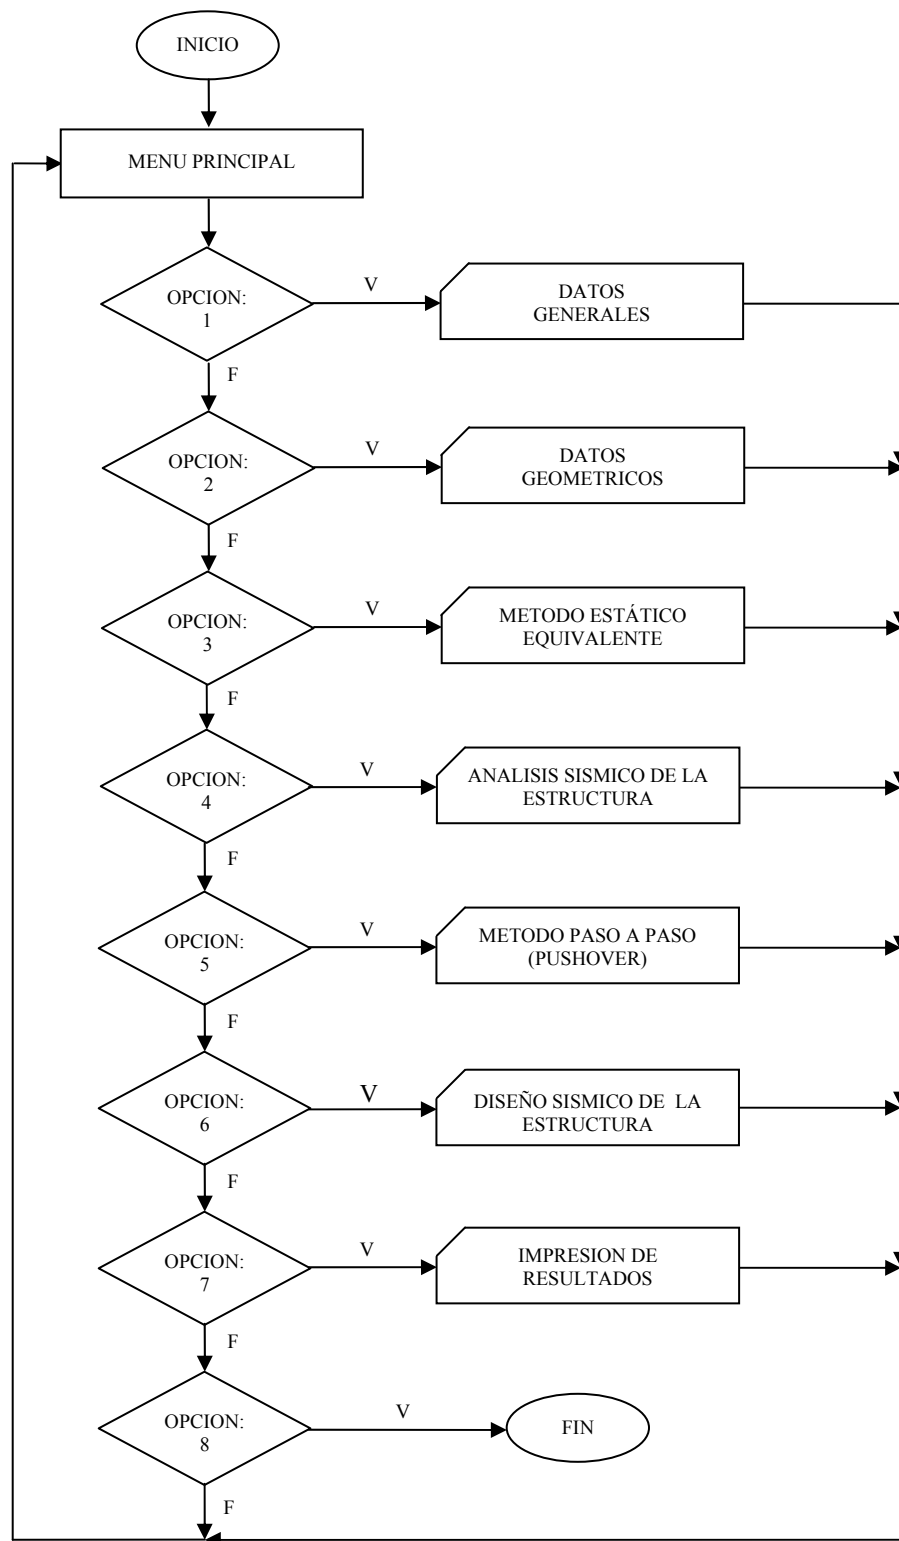 INICIO
MENU PRINCIPAL
OPCION:
1
V
DATOS
GENERALES
F
OPCION:
2
V
DATOS
GEOMETRICOS
F
OPCION:
3
V
METODO ESTÁTICO
EQUIVALENTE
F
OPCION:
4
V
ANALISIS SISMICO DE LA
ESTRUCTURA
F
OPCION:
5
V
METODO PASO A PASO
(PUSHOVER)
F
OPCION:
6
V
DISEÑO SISMICO DE LA
ESTRUCTURA
F
OPCION:
7
V
IMPRESION DE
RESULTADOS
F
OPCION:
8
V
FIN
F